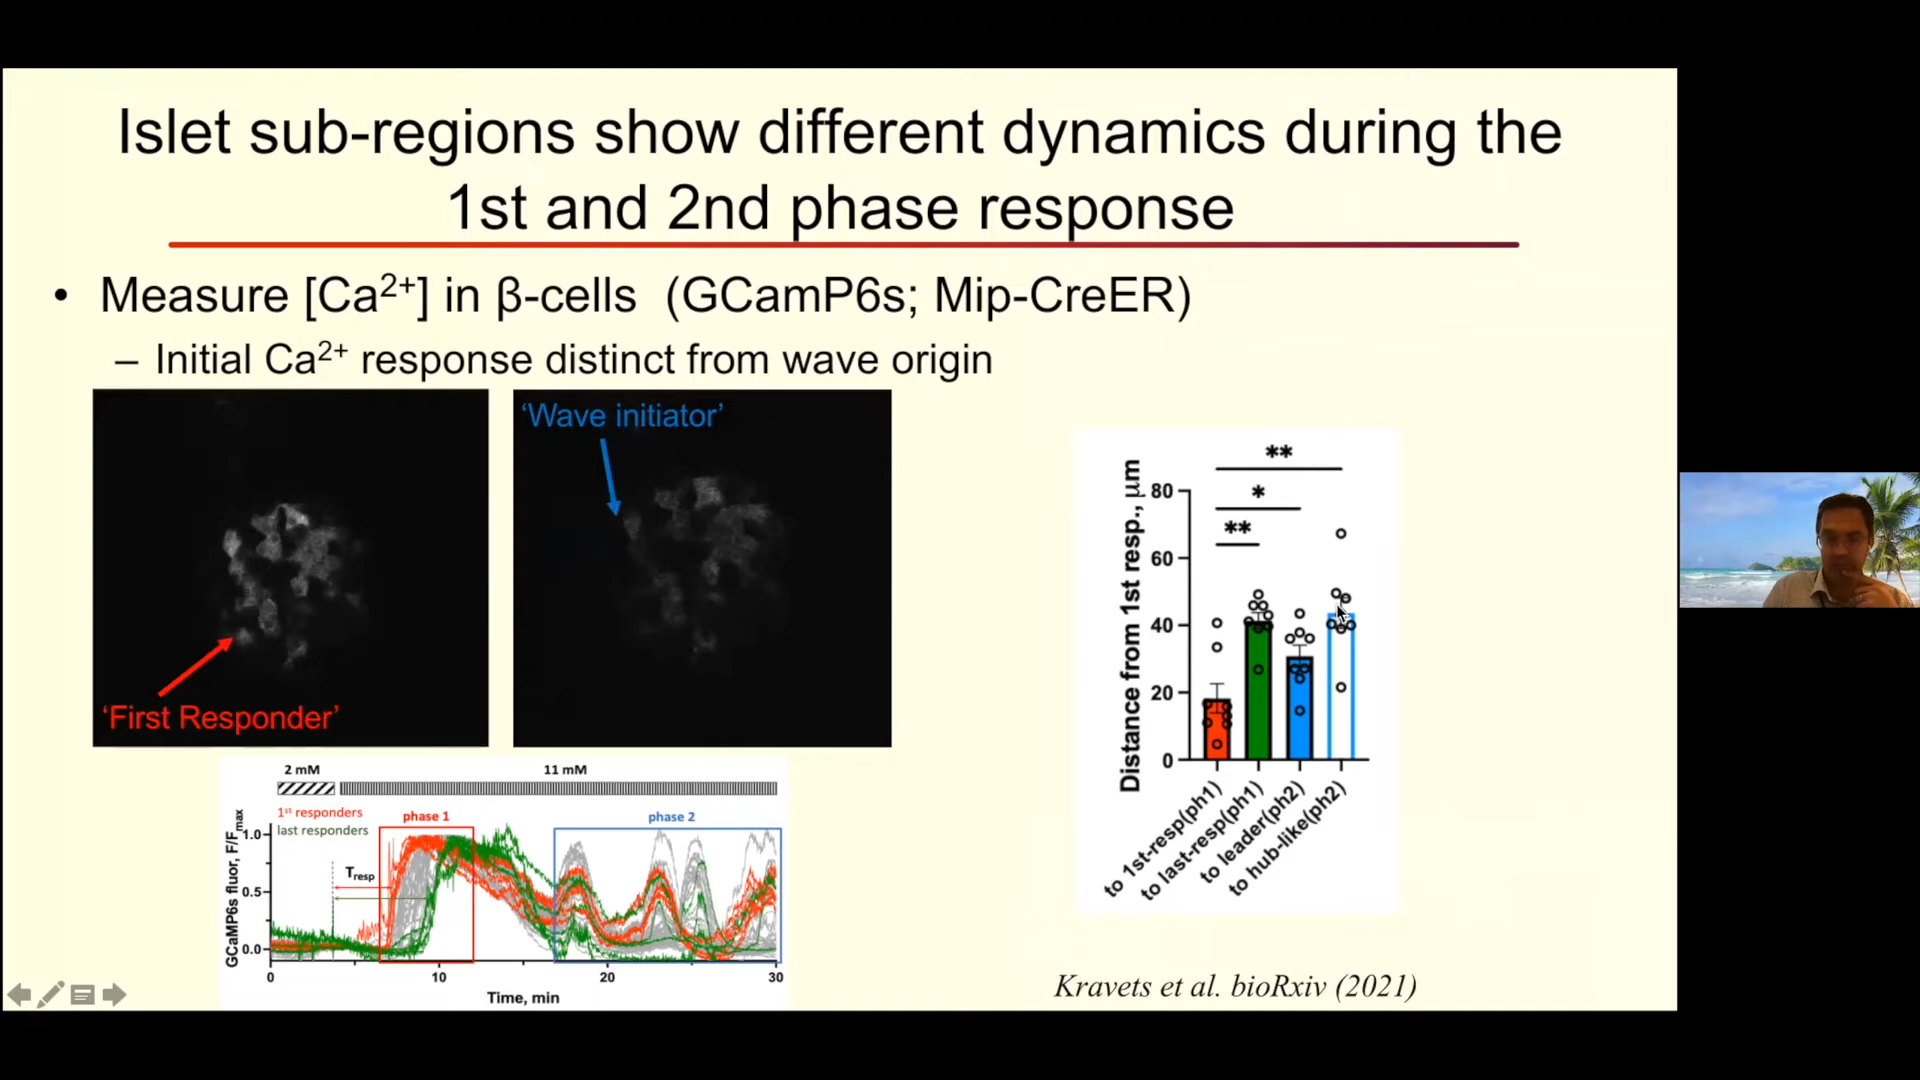 Islet sub-regions show different dynamics during the
1st and 2nd phase response
• Measure [Ca²⁺] in β-cells (GCamP6s; Mip-CreER)
– Initial Ca²⁺ response distinct from wave origin
'First Responder'
'Wave initiator'
2 mM
11 mM
1st responders
last responders
phase 1
phase 2
Tresp
GCaMP6s fluor, F/Fmax
1.0
0.5
0.0
0
10
20
30
Time, min
Distance from 1st resp., μm
80
60
40
20
0
**
*
**
to 1st-resp(ph1)
to last-resp(ph1)
to leader(ph2)
to hub-like(ph2)
Kravets et al. bioRxiv (2021)